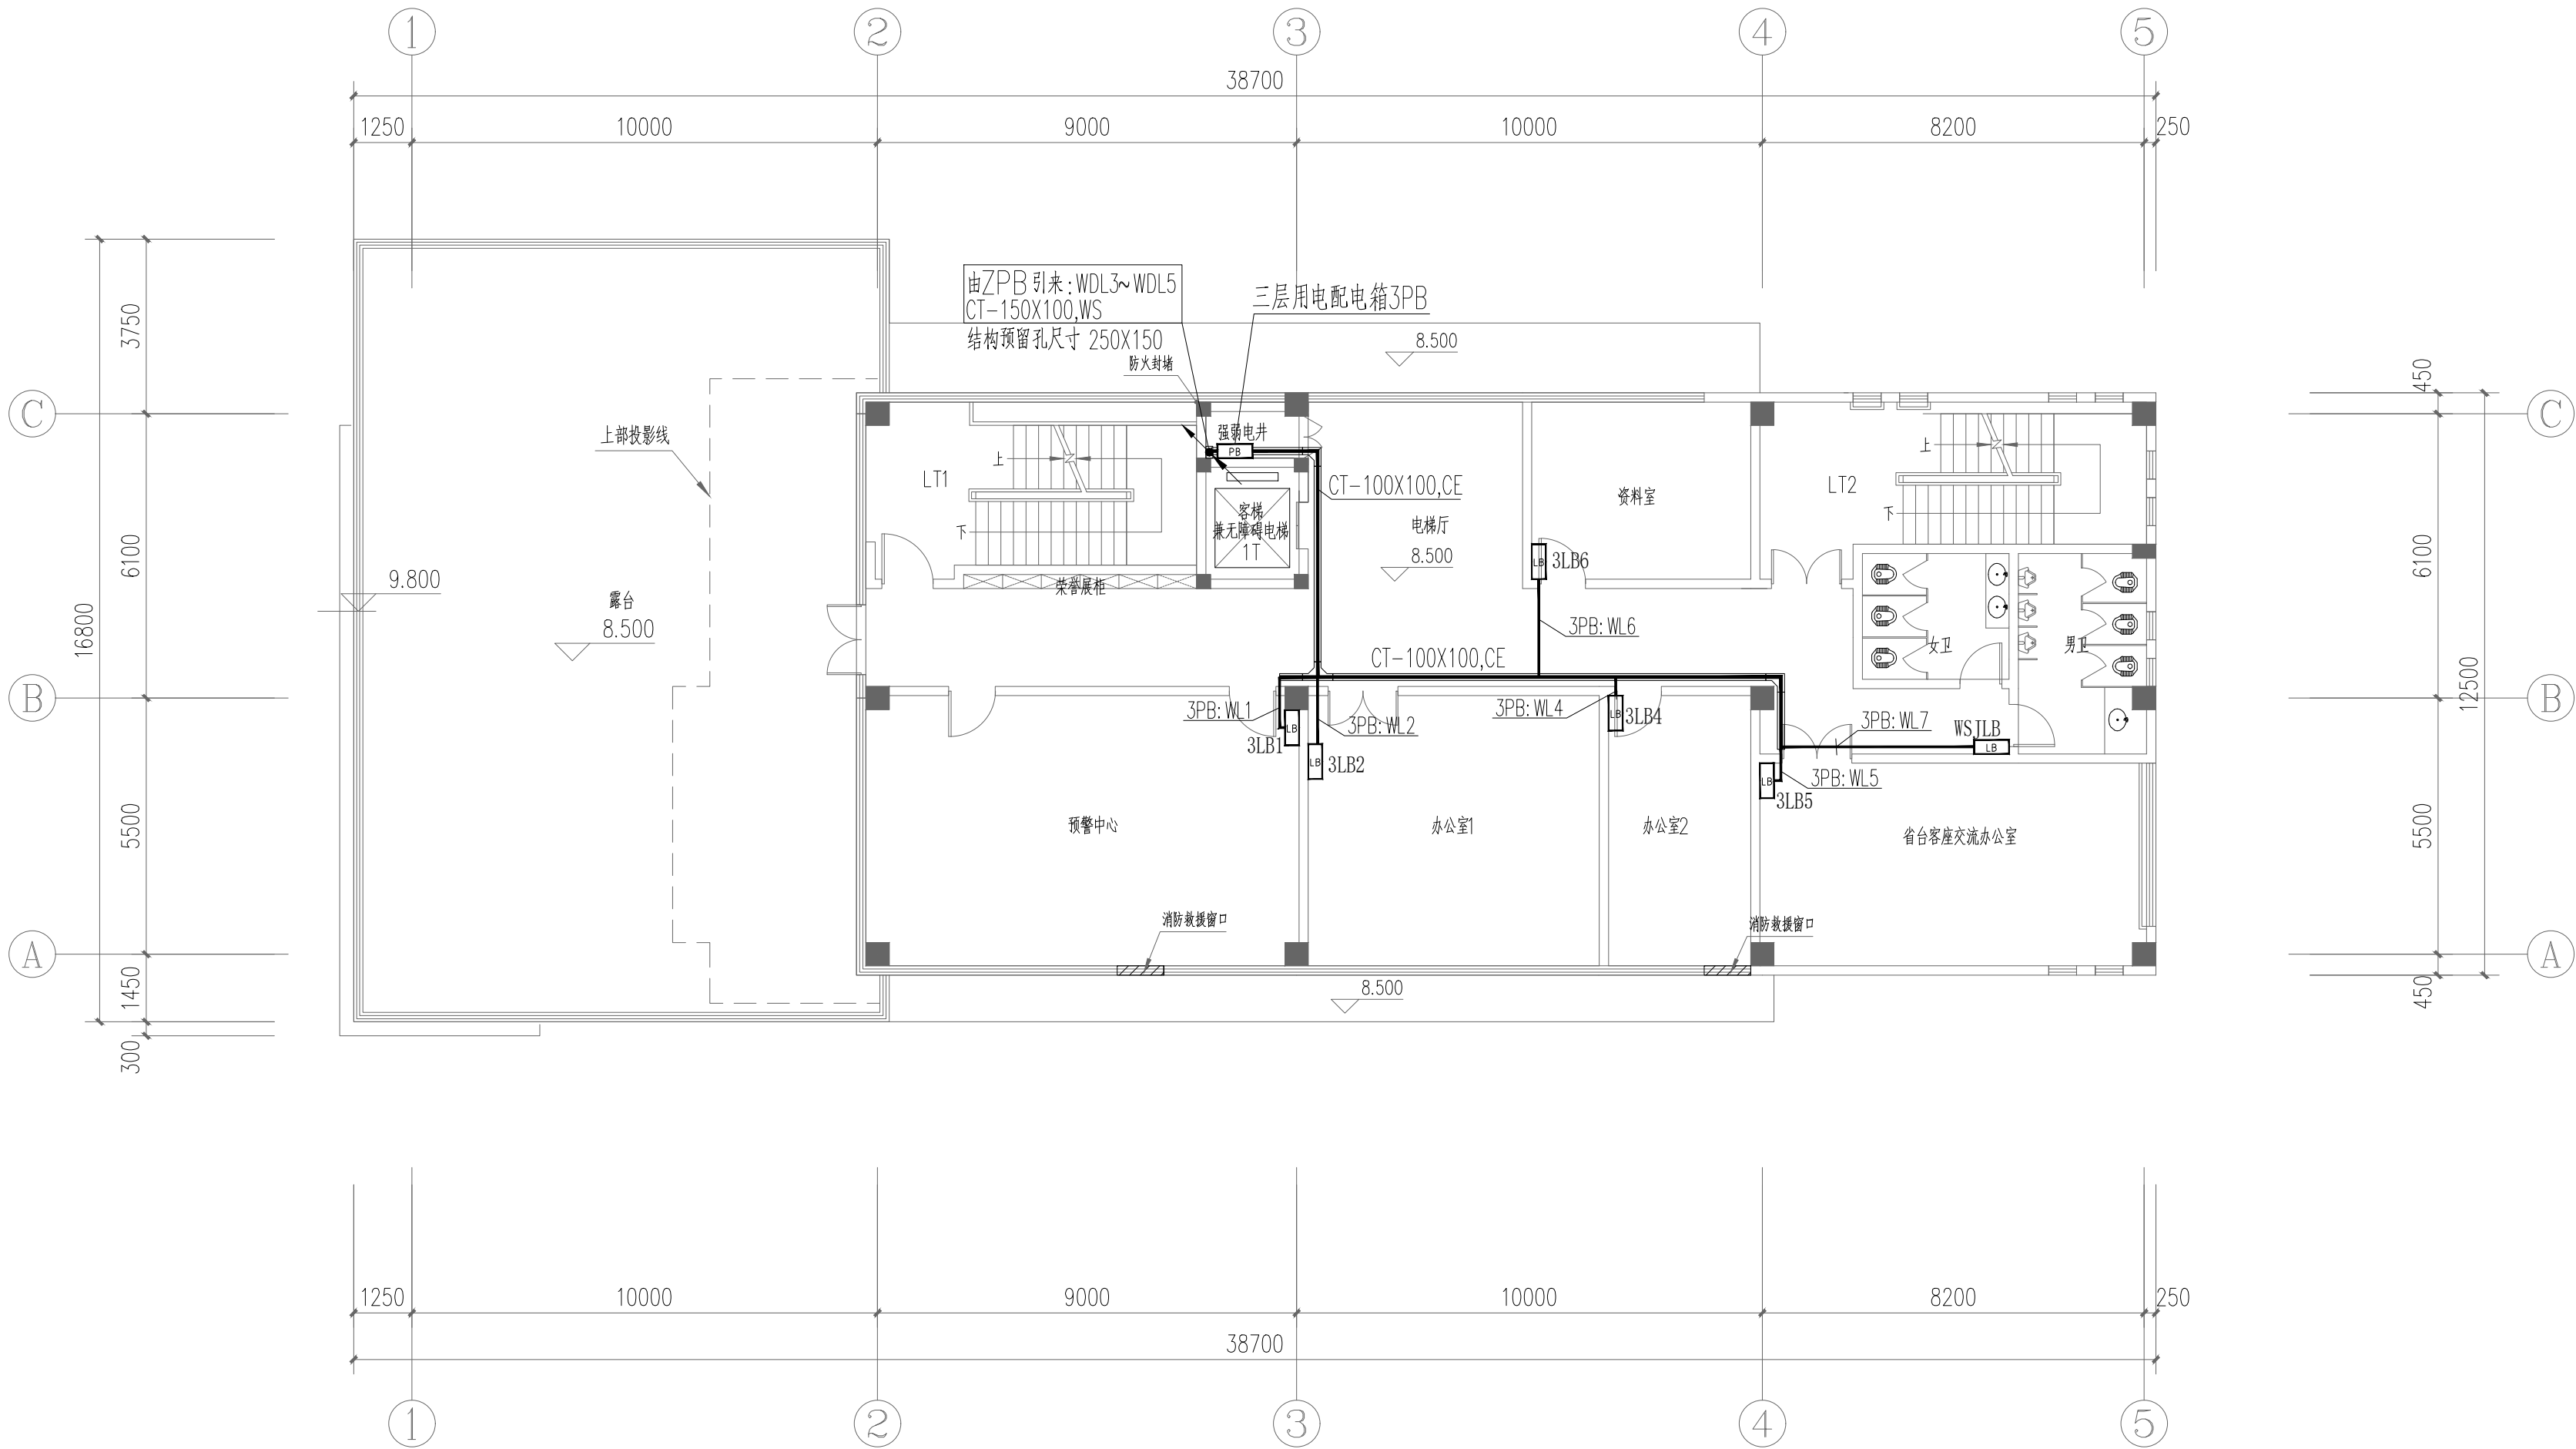 1
2
3
4
5
38700
1250
10000
9000
10000
8200
250
由ZPB引来:WDL3~WDL5
CT-150X100,WS
结构预留孔尺寸 250X150
三层用电配电箱3PB
防火封堵
8.500
3750
450
C
C
上部投影线
强弱电井
PB
上
上
LT1
CT-100X100,CE
资料室
LT2
客梯
兼无障碍电梯
1T
电梯厅
8.500
下
下
6100
6100
LB
3LB6
9.800
荣誉展柜
露台
8.500
16800
3PB:WL6
女卫
男卫
CT-100X100,CE
12500
B
B
3PB:WL1
3PB:WL2
3PB:WL4
LB
3LB4
3PB:WL7
WSJLB
LB
LB
3LB1
LB
3LB2
3PB:WL5
LB
3LB5
5500
5500
预警中心
办公室1
办公室2
省台客座交流办公室
消防救援窗口
消防救援窗口
A
A
8.500
1450
450
300
1250
10000
9000
10000
8200
250
38700
1
2
3
4
5